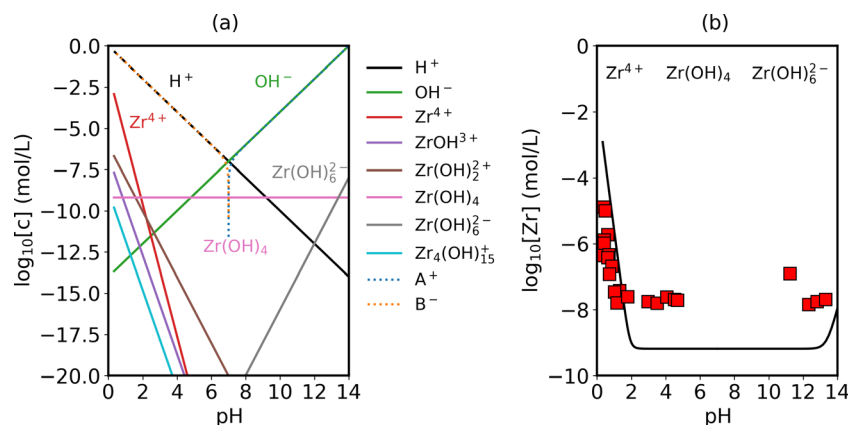 (a)
log₁₀[c] (mol/L)
0.0
−2.5
−5.0
−7.5
−10.0
−12.5
−15.0
−17.5
−20.0
0 2 4 6 8 10 12 14
pH
H⁺
OH⁻
Zr⁴⁺
Zr(OH)₆²⁻
Zr(OH)₄
H⁺
OH⁻
Zr⁴⁺
ZrOH³⁺
Zr(OH)₂²⁺
Zr(OH)₄
Zr(OH)₆²⁻
Zr₄(OH)₁₅⁺
A⁺
B⁻
(b)
log₁₀[Zr] (mol/L)
0
−2
−4
−6
−8
−10
0 2 4 6 8 10 12 14
pH
Zr⁴⁺ Zr(OH)₄ Zr(OH)₆²⁻